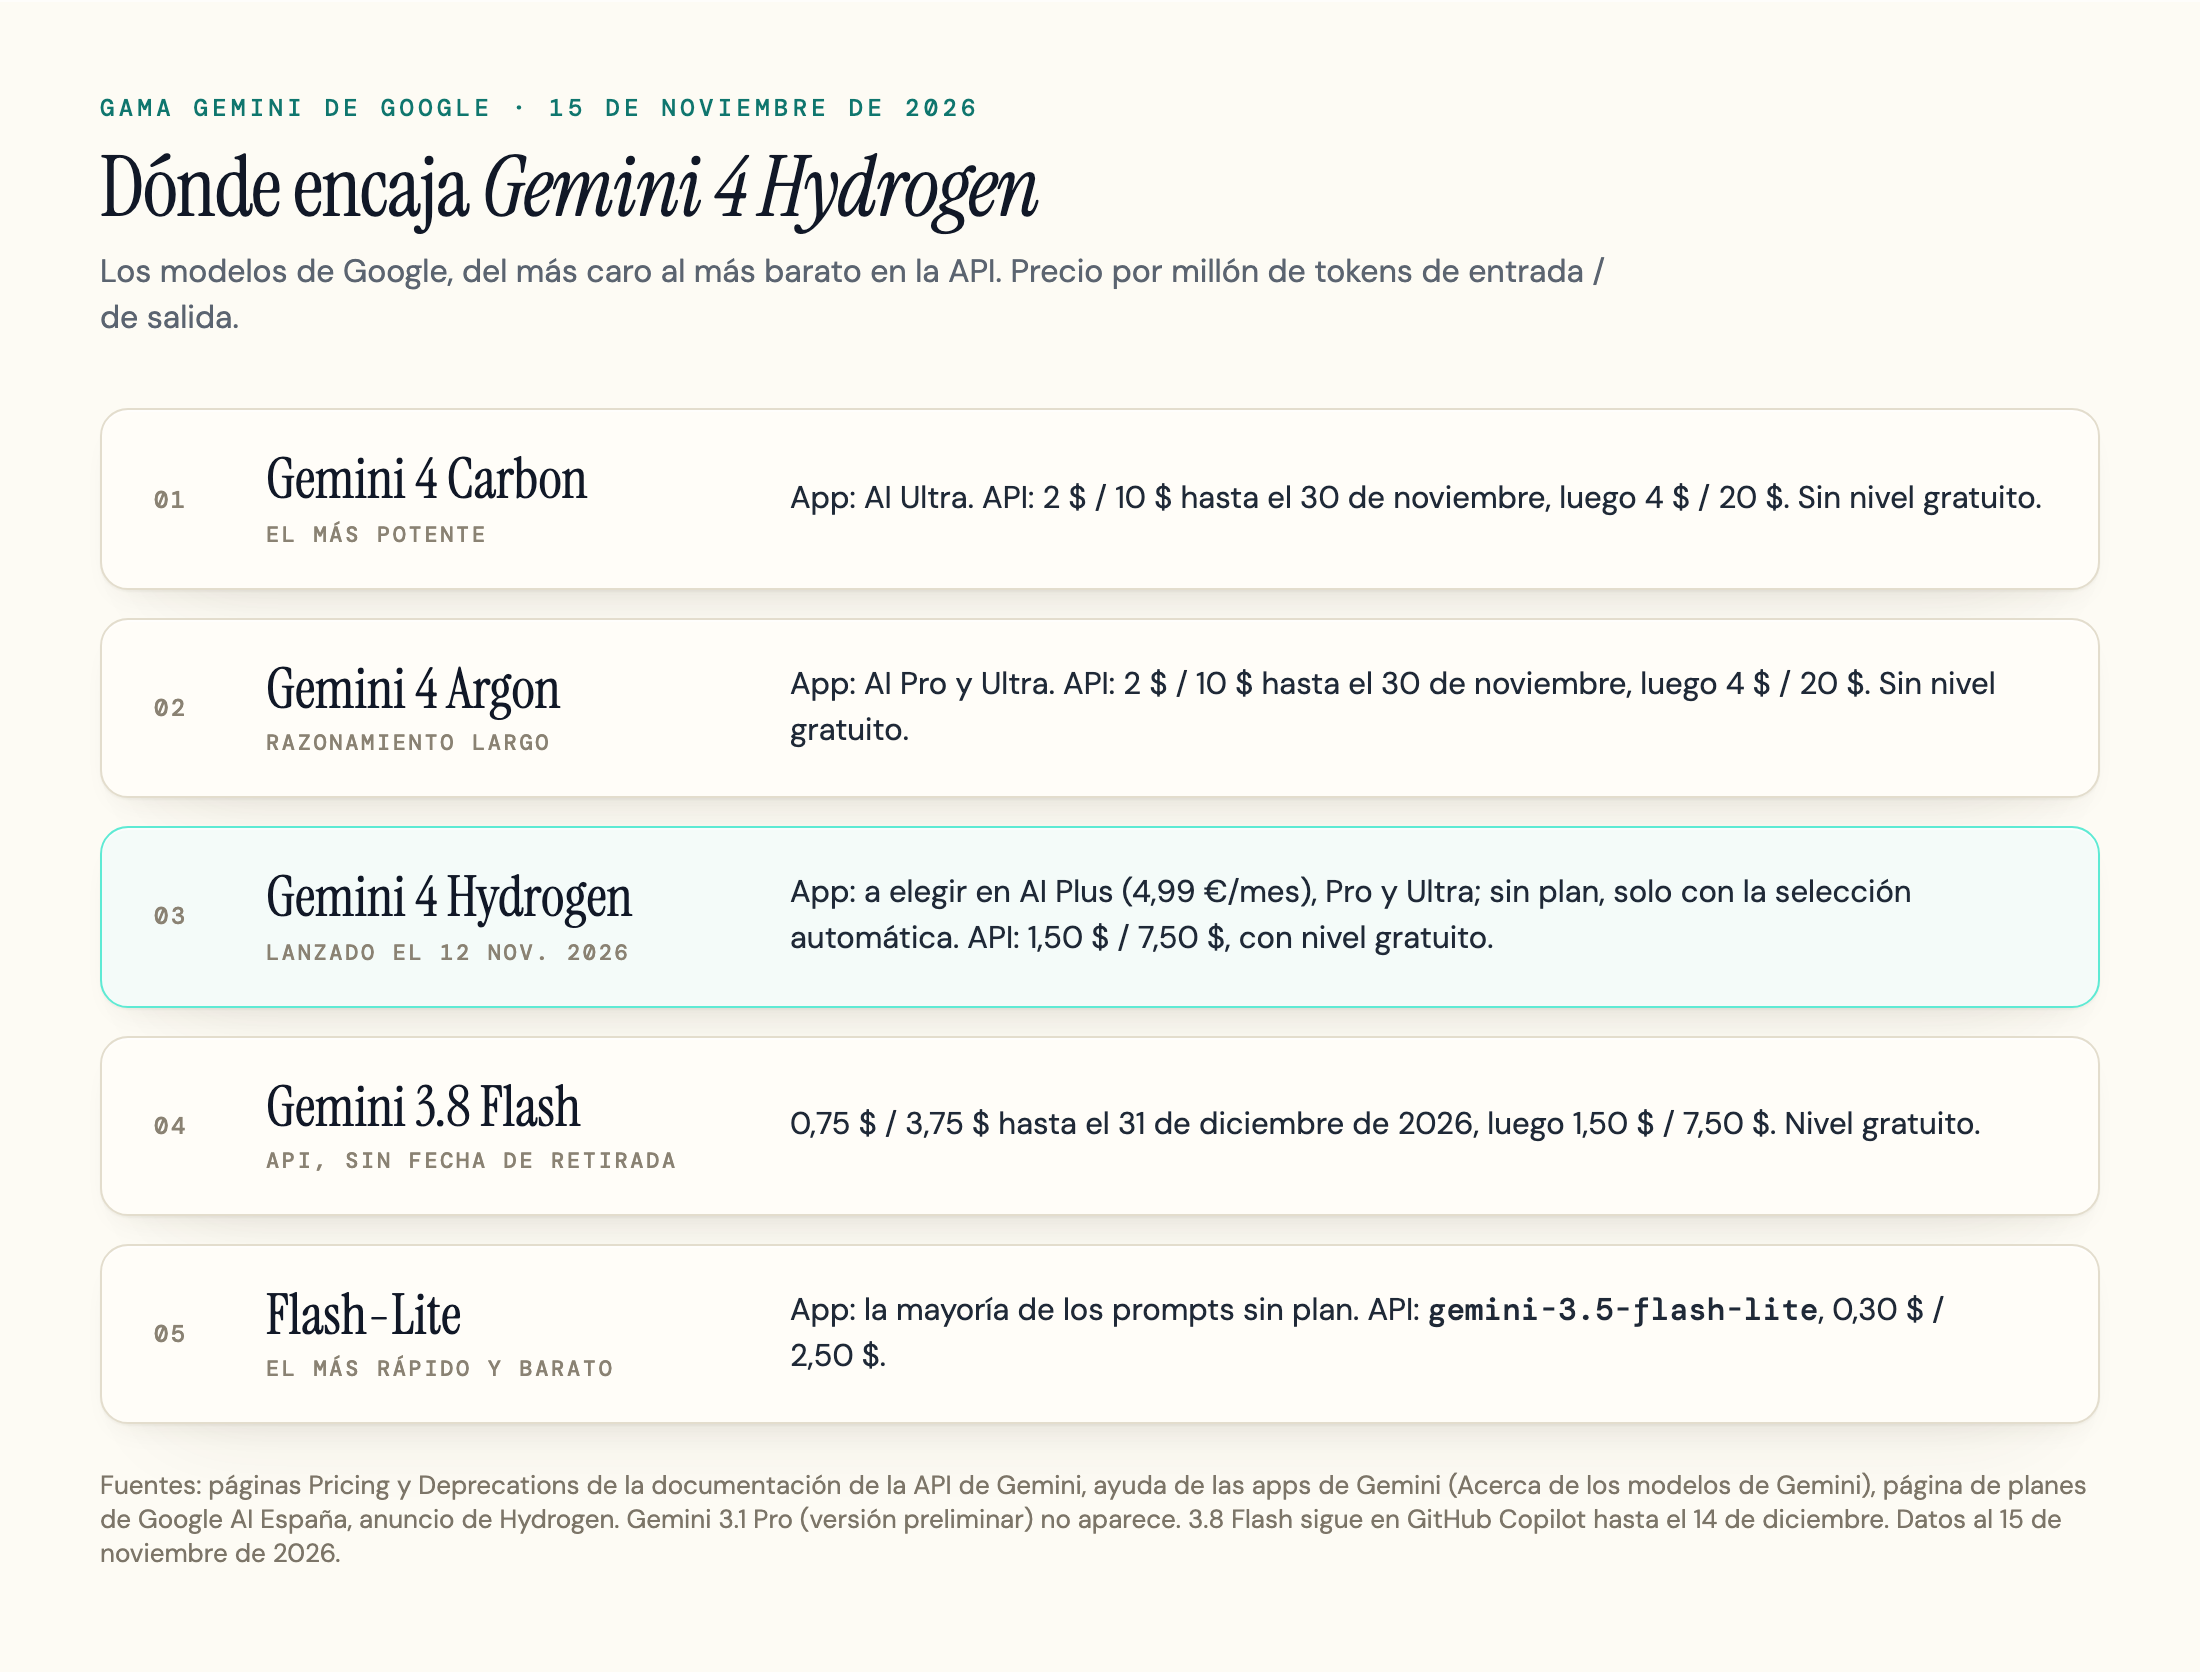 GAMA GEMINI DE GOOGLE · 15 DE NOVIEMBRE DE 2026
Dónde encaja Gemini 4 Hydrogen
Los modelos de Google, del más caro al más barato en la API. Precio por millón de tokens de entrada /
de salida.
01
Gemini 4 Carbon
EL MÁS POTENTE
App: AI Ultra. API: 2 $ / 10 $ hasta el 30 de noviembre, luego 4 $ / 20 $. Sin nivel gratuito.
02
Gemini 4 Argon
RAZONAMIENTO LARGO
App: AI Pro y Ultra. API: 2 $ / 10 $ hasta el 30 de noviembre, luego 4 $ / 20 $. Sin nivel
gratuito.
03
Gemini 4 Hydrogen
LANZADO EL 12 NOV. 2026
App: a elegir en AI Plus (4,99 €/mes), Pro y Ultra; sin plan, solo con la selección
automática. API: 1,50 $ / 7,50 $, con nivel gratuito.
04
Gemini 3.8 Flash
API, SIN FECHA DE RETIRADA
0,75 $ / 3,75 $ hasta el 31 de diciembre de 2026, luego 1,50 $ / 7,50 $. Nivel gratuito.
05
Flash-Lite
EL MÁS RÁPIDO Y BARATO
App: la mayoría de los prompts sin plan. API: gemini-3.5-flash-lite, 0,30 $ /
2,50 $.
Fuentes: páginas Pricing y Deprecations de la documentación de la API de Gemini, ayuda de las apps de Gemini (Acerca de los modelos de Gemini), página de planes
de Google AI España, anuncio de Hydrogen. Gemini 3.1 Pro (versión preliminar) no aparece. 3.8 Flash sigue en GitHub Copilot hasta el 14 de diciembre. Datos al 15 de
noviembre de 2026.